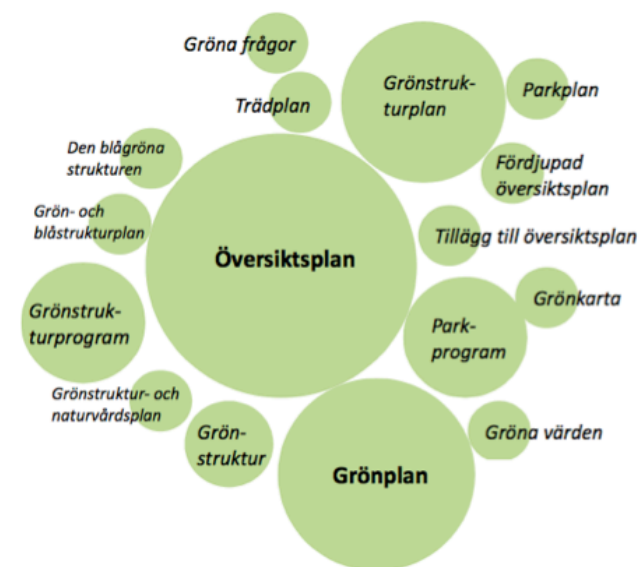 Gröna frågor
Trädplan
Grönstruk-
turplan
Parkplan
Den blågröna
strukturen
Fördjupad
översiktsplan
Grön- och
blåstrukturplan
Tillägg till översiktsplan
Översiktsplan
Grönkarta
Grönstruk-
turprogram
Park-
program
Grönstruktur- och
naturvårdsplan
Grön-
struktur
Gröna värden
Grönplan